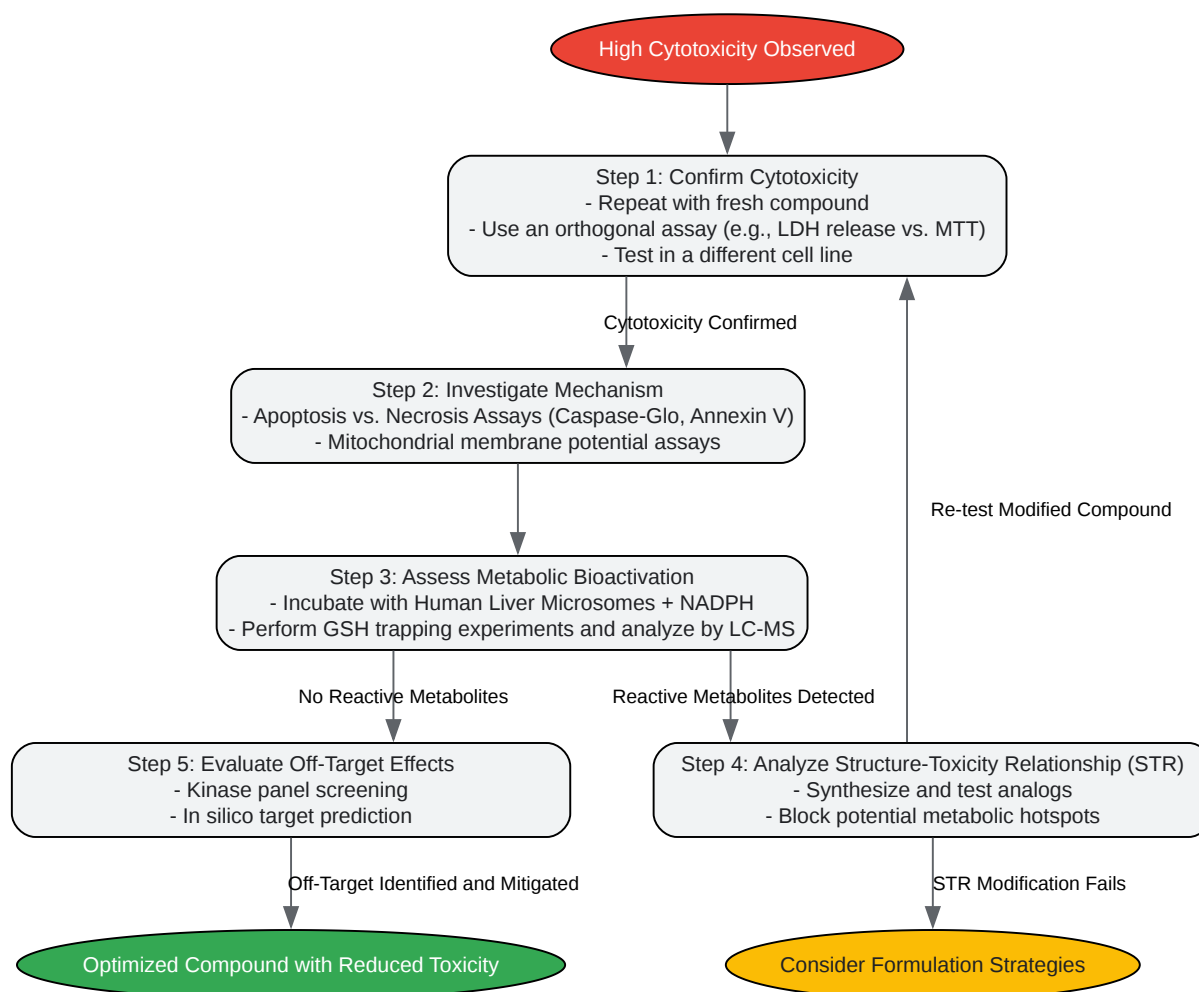 High Cytotoxicity Observed
Step 1: Confirm Cytotoxicity
- Repeat with fresh compound
- Use an orthogonal assay (e.g., LDH release vs. MTT)
- Test in a different cell line
Cytotoxicity Confirmed
Step 2: Investigate Mechanism
- Apoptosis vs. Necrosis Assays (Caspase-Glo, Annexin V)
- Mitochondrial membrane potential assays
Re-test Modified Compound
Step 3: Assess Metabolic Bioactivation
- Incubate with Human Liver Microsomes + NADPH
- Perform GSH trapping experiments and analyze by LC-MS
No Reactive Metabolites
Reactive Metabolites Detected
Step 5: Evaluate Off-Target Effects
- Kinase panel screening
- In silico target prediction
Step 4: Analyze Structure-Toxicity Relationship (STR)
- Synthesize and test analogs
- Block potential metabolic hotspots
Off-Target Identified and Mitigated
STR Modification Fails
Optimized Compound with Reduced Toxicity
Consider Formulation Strategies